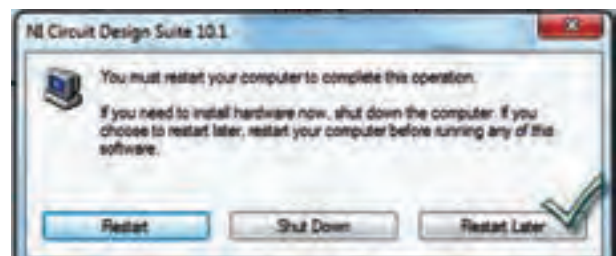 NI Circuit Design Suite 10.1
You must restart your computer to complete this operation.
If you need to install hardware now, shut down the computer. If you
choose to restart later, restart your computer before running any of this
software.
Restart
Shut Down
Restart Later